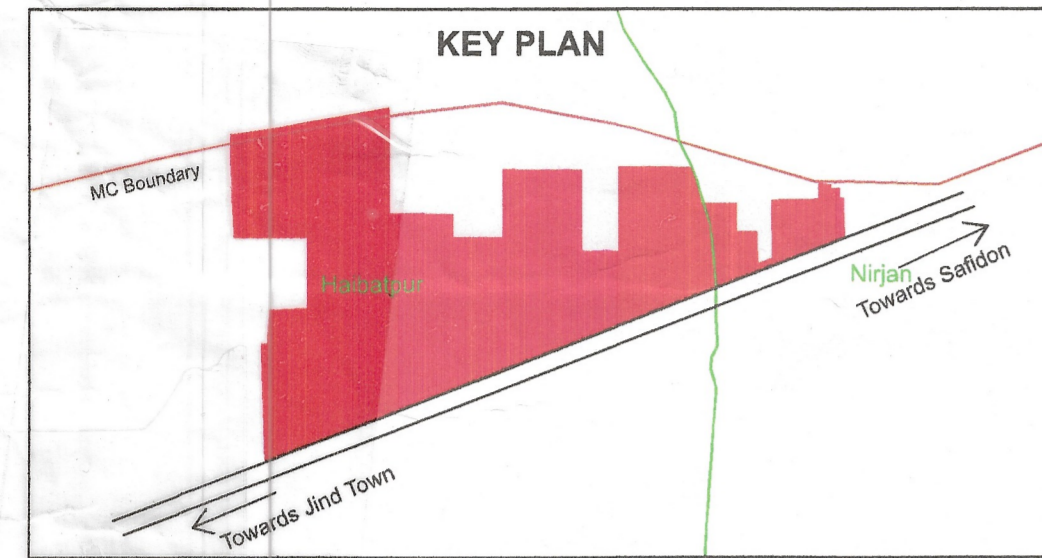 KEY PLAN
MC Boundary
Haibatpur
Nirjan
Towards Safidon
Towards Jind Town